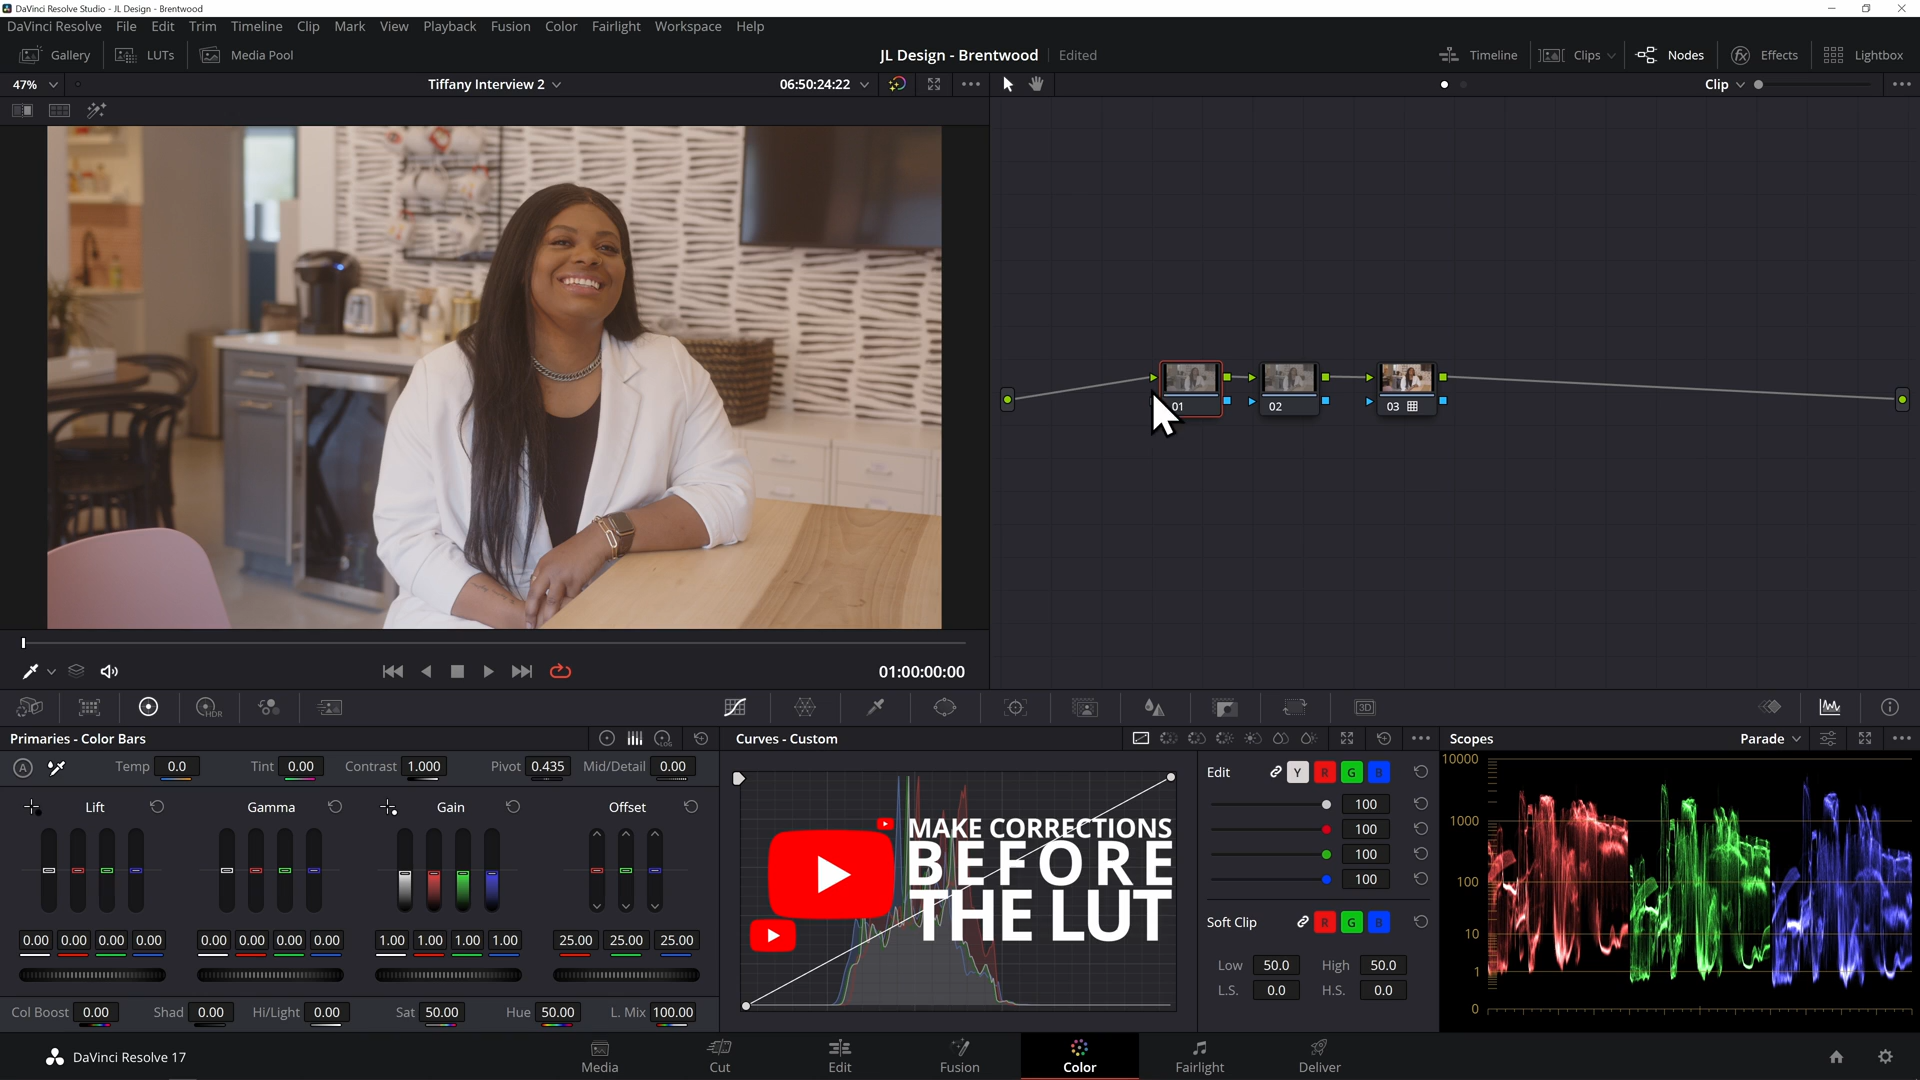 DaVinci Resolve Studio - JL Design - Brentwood
DaVinci Resolve File Edit Trim Timeline Clip Mark View Playback Fusion Color Fairlight Workspace Help
Gallery LUTs Media Pool JL Design - Brentwood Edited Timeline Clips Nodes Effects Lightbox
47% Tiffany Interview 2 06:50:24:22 Clip
01 02 03
01:00:00:00
HDR 3D
Primaries - Color Bars LOG Curves - Custom Scopes Parade
A Temp 0.0 Tint 0.00 Contrast 1.000 Pivot 0.435 Mid/Detail 0.00
Lift Gamma Gain Offset
0.00 0.00 0.00 0.00 0.00 0.00 0.00 0.00 1.00 1.00 1.00 1.00 25.00 25.00 25.00
Col Boost 0.00 Shad 0.00 Hi/Light 0.00 Sat 50.00 Hue 50.00 L. Mix 100.00
MAKE CORRECTIONS
BEFORE
THE LUT
Edit Y R G B
100
100
100
100
Soft Clip R G B
Low 50.0 High 50.0
L.S. 0.0 H.S. 0.0
10000
1000
100
10
1
0
DaVinci Resolve 17 Media Cut Edit Fusion Color Fairlight Deliver